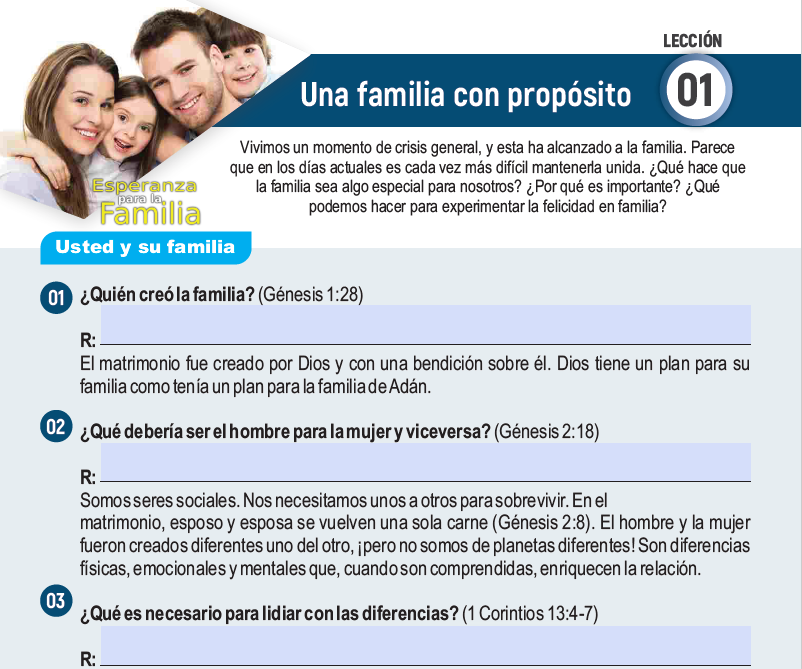 LECCIÓN
Una familia con propósito
01
Vivimos un momento de crisis general, y esta ha alcanzado a la familia. Parece
que en los días actuales es cada vez más difícil mantenerla unida. ¿Qué hace que
la familia sea algo especial para nosotros? ¿Por qué es importante? ¿Qué
podemos hacer para experimentar la felicidad en familia?
Esperanza
para la
Familia
Usted y su familia
01 ¿Quién creó la familia? (Génesis 1:28)
R:
El matrimonio fue creado por Dios y con una bendición sobre él. Dios tiene un plan para su
familia como tenía un plan para la familia de Adán.
02 ¿Qué debería ser el hombre para la mujer y viceversa? (Génesis 2:18)
R:
Somos seres sociales. Nos necesitamos unos a otros para sobrevivir. En el
matrimonio, esposo y esposa se vuelven una sola carne (Génesis 2:8). El hombre y la mujer
fueron creados diferentes uno del otro, ¡pero no somos de planetas diferentes! Son diferencias
físicas, emocionales y mentales que, cuando son comprendidas, enriquecen la relación.
03 ¿Qué es necesario para lidiar con las diferencias? (1 Corintios 13:4-7)
R: